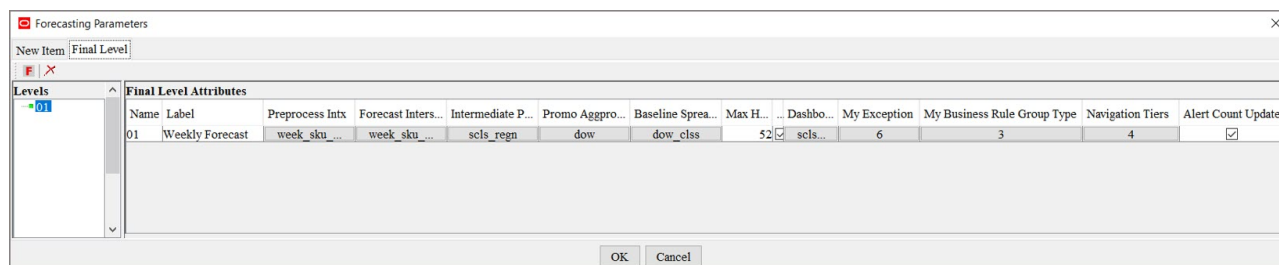 Forecasting Parameters
New Item Final Level
F
Levels Final Level Attributes
01
Name Label Preprocess Intx Forecast Inters... Intermediate P... Promo Aggpro... Baseline Sprea... Max H... .. Dashbo... My Exception My Business Rule Group Type Navigation Tiers Alert Count Update
01 Weekly Forecast week_sku_... week_sku_... scls_regn dow dow_clss 52 scls... 6 3 4
OK Cancel